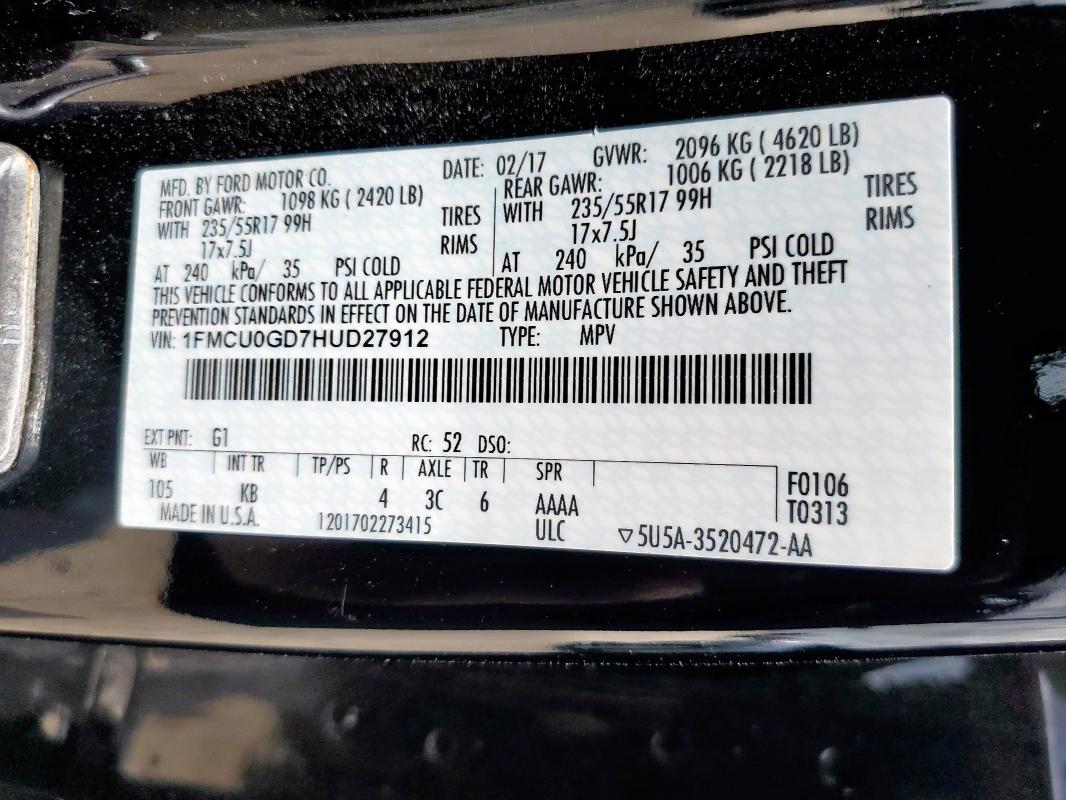 MFD. BY FORD MOTOR CO. DATE: 02/17 GVWR: 2096 KG ( 4620 LB)
FRONT GAWR: 1098 KG ( 2420 LB) REAR GAWR: 1006 KG ( 2218 LB)
WITH 235/55R17 99H TIRES WITH 235/55R17 99H TIRES
17x7.5J RIMS 17x7.5J RIMS
AT 240 kPa/ 35 PSI COLD AT 240 kPa/ 35 PSI COLD
THIS VEHICLE CONFORMS TO ALL APPLICABLE FEDERAL MOTOR VEHICLE SAFETY AND THEFT
PREVENTION STANDARDS IN EFFECT ON THE DATE OF MANUFACTURE SHOWN ABOVE.
VIN: 1FMCU0GD7HUD27912 TYPE: MPV
EXT PNT: G1 RC: 52 DSO:
WB INT TR TP/PS R AXLE TR SPR F0106
105 KB 4 3C 6 AAAA T0313
MADE IN U.S.A. 1201702273415 ULC ▽5U5A-3520472-AA